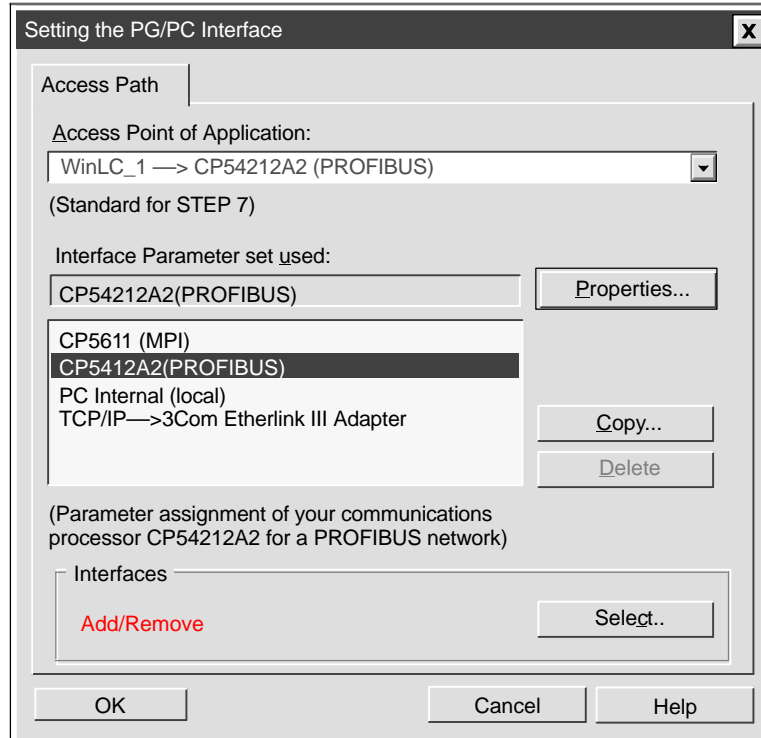 Setting the PG/PC Interface
X
Access Path
Access Point of Application:
WinLC_1 —> CP54212A2 (PROFIBUS)
(Standard for STEP 7)
Interface Parameter set used:
CP54212A2(PROFIBUS)
Properties...
CP5611 (MPI)
CP5412A2(PROFIBUS)
PC Internal (local)
TCP/IP—>3Com Etherlink III Adapter
Copy...
Delete
(Parameter assignment of your communications
processor CP54212A2 for a PROFIBUS network)
Interfaces
Add/Remove
Select..
OK
Cancel
Help